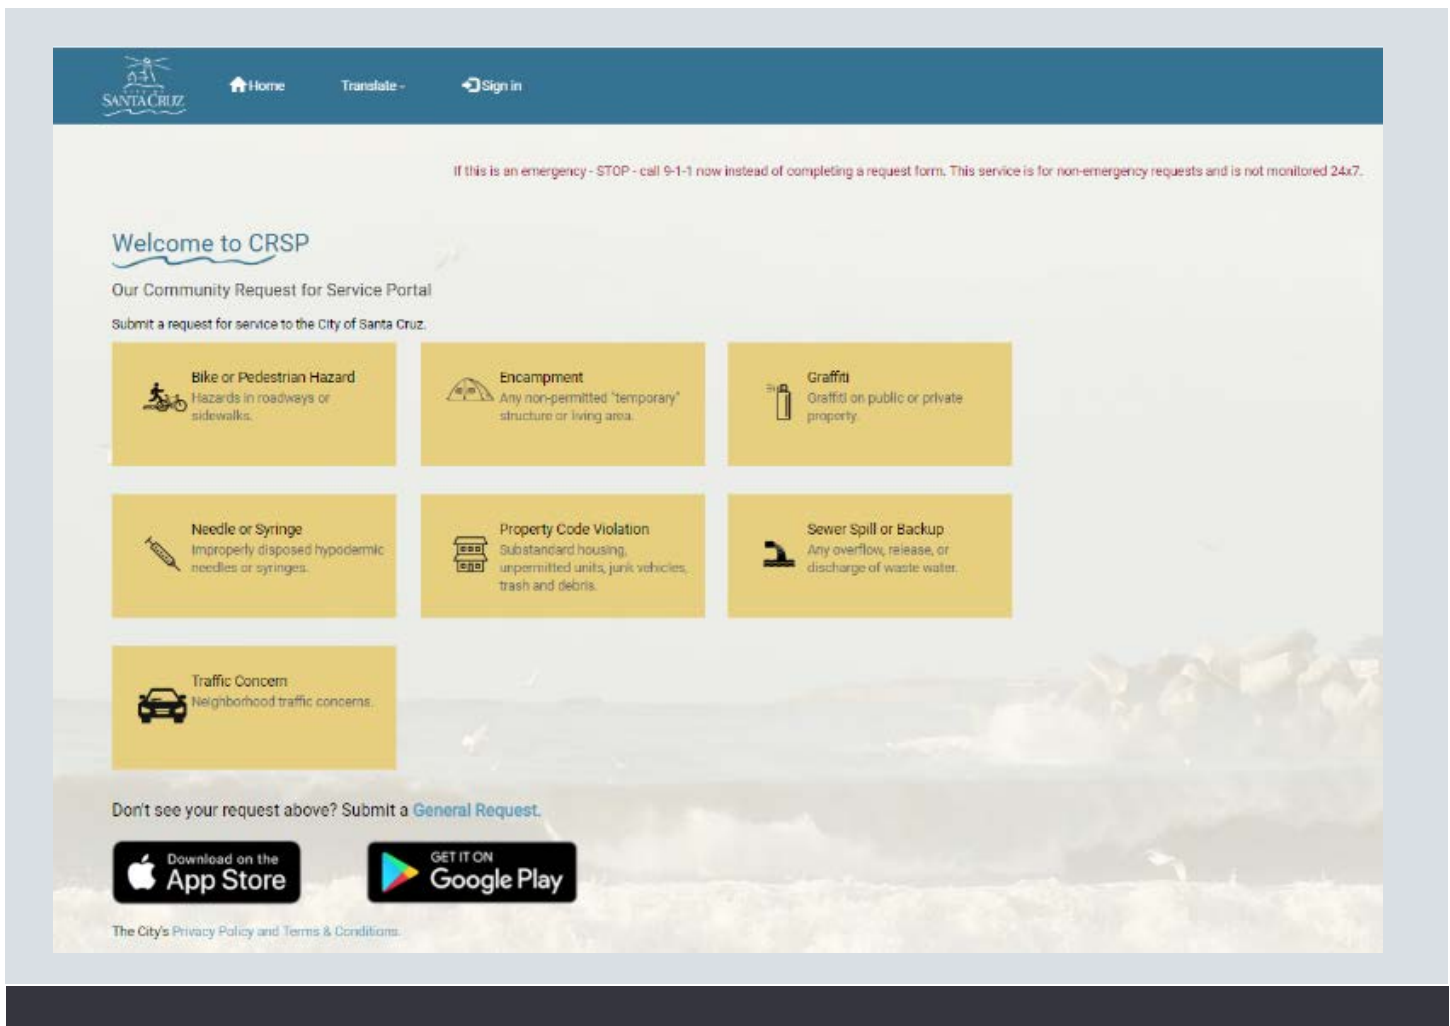 SANTA CRUZ
Home
Translate
Sign in
If this is an emergency - STOP - call 9-1-1 now instead of completing a request form. This service is for non-emergency requests and is not monitored 24x7.
Welcome to CRSP
Our Community Request for Service Portal
Submit a request for service to the City of Santa Cruz.
Bike or Pedestrian Hazard
Hazards in roadways or
sidewalks.
Encampment
Any non-permitted "temporary"
structure or living area.
Graffiti
Graffiti on public or private
property.
Needle or Syringe
Improperly disposed hypodermic
needles or syringes.
Property Code Violation
Substandard housing,
unpermitted units, junk vehicles,
trash and debris.
Sewer Spill or Backup
Any overflow, release, or
discharge of waste water.
Traffic Concern
Neighborhood traffic concerns.
Don't see your request above? Submit a General Request.
Download on the
App Store
GET IT ON
Google Play
The City's Privacy Policy and Terms & Conditions.